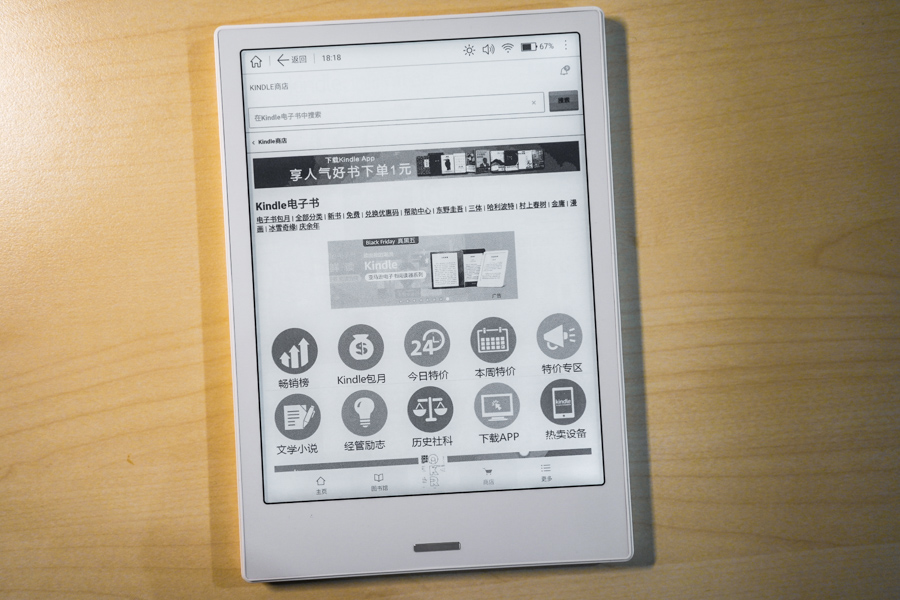 返回 18:18 67%
KINDLE商店
在Kindle电子书中搜索 × 搜索
‹ Kindle商店
下载Kindle App
享人气好书下单1元
Kindle电子书
电子书包月 | 全部分类 | 新书 | 免费 | 兑换优惠码 | 帮助中心 | 东野圭吾 | 三体 | 哈利波特 | 村上春树 | 金庸 | 漫
画 | 冰雪奇缘 | 庆余年
Black Friday 真黑五
Kindle
广告
24
kindle
畅销榜 Kindle包月 今日特价 本周特价 特价专区
文学小说 经管励志 历史社科 下载APP 热卖设备
主页 图书馆 商店 更多